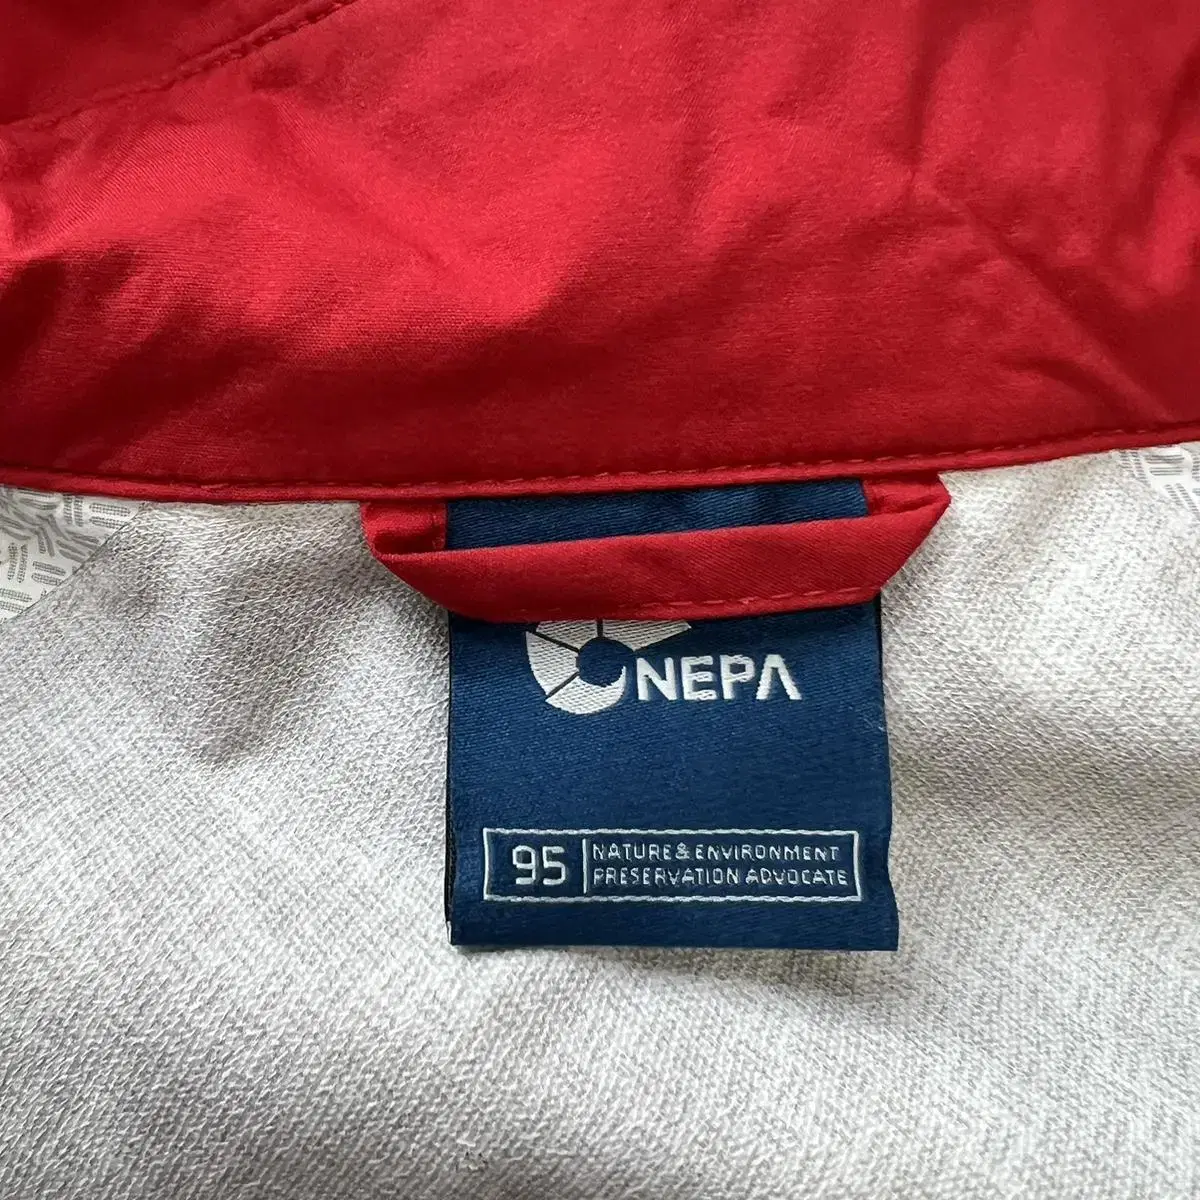 NEPA
95
NATURE & ENVIRONMENT
PRESERVATION ADVOCATE